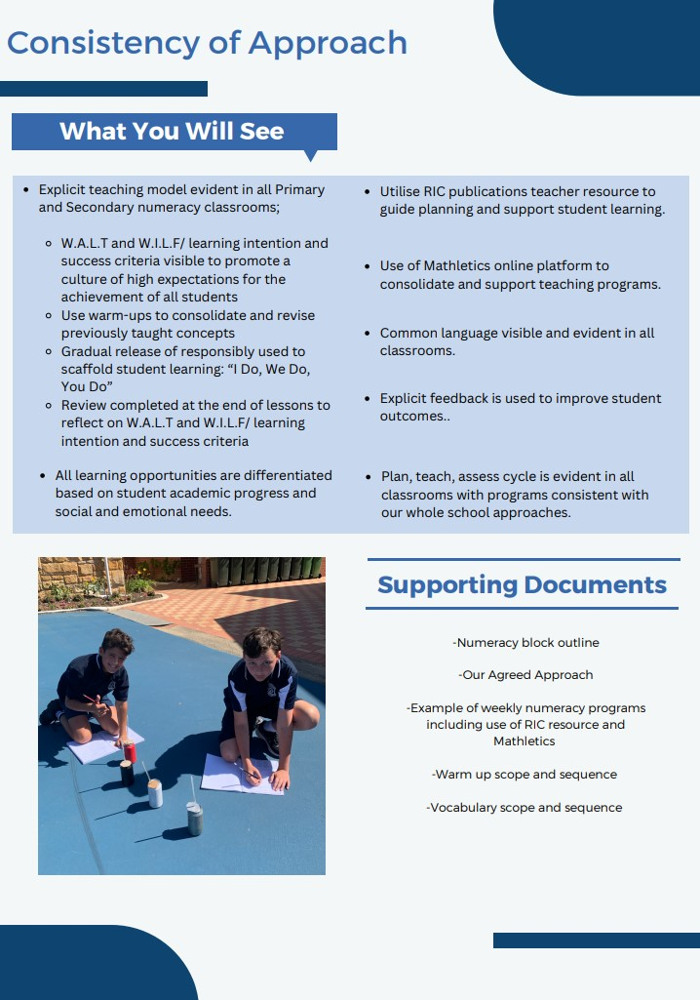 Consistency of Approach
What You Will See
• Explicit teaching model evident in all Primary
and Secondary numeracy classrooms;
◦ W.A.L.T and W.I.L.F/ learning intention and
success criteria visible to promote a
culture of high expectations for the
achievement of all students
◦ Use warm-ups to consolidate and revise
previously taught concepts
◦ Gradual release of responsibly used to
scaffold student learning: “I Do, We Do,
You Do”
◦ Review completed at the end of lessons to
reflect on W.A.L.T and W.I.L.F/ learning
intention and success criteria
• All learning opportunities are differentiated
based on student academic progress and
social and emotional needs.
• Utilise RIC publications teacher resource to
guide planning and support student learning.
• Use of Mathletics online platform to
consolidate and support teaching programs.
• Common language visible and evident in all
classrooms.
• Explicit feedback is used to improve student
outcomes..
• Plan, teach, assess cycle is evident in all
classrooms with programs consistent with
our whole school approaches.
Supporting Documents
-Numeracy block outline
-Our Agreed Approach
-Example of weekly numeracy programs
including use of RIC resource and
Mathletics
-Warm up scope and sequence
-Vocabulary scope and sequence